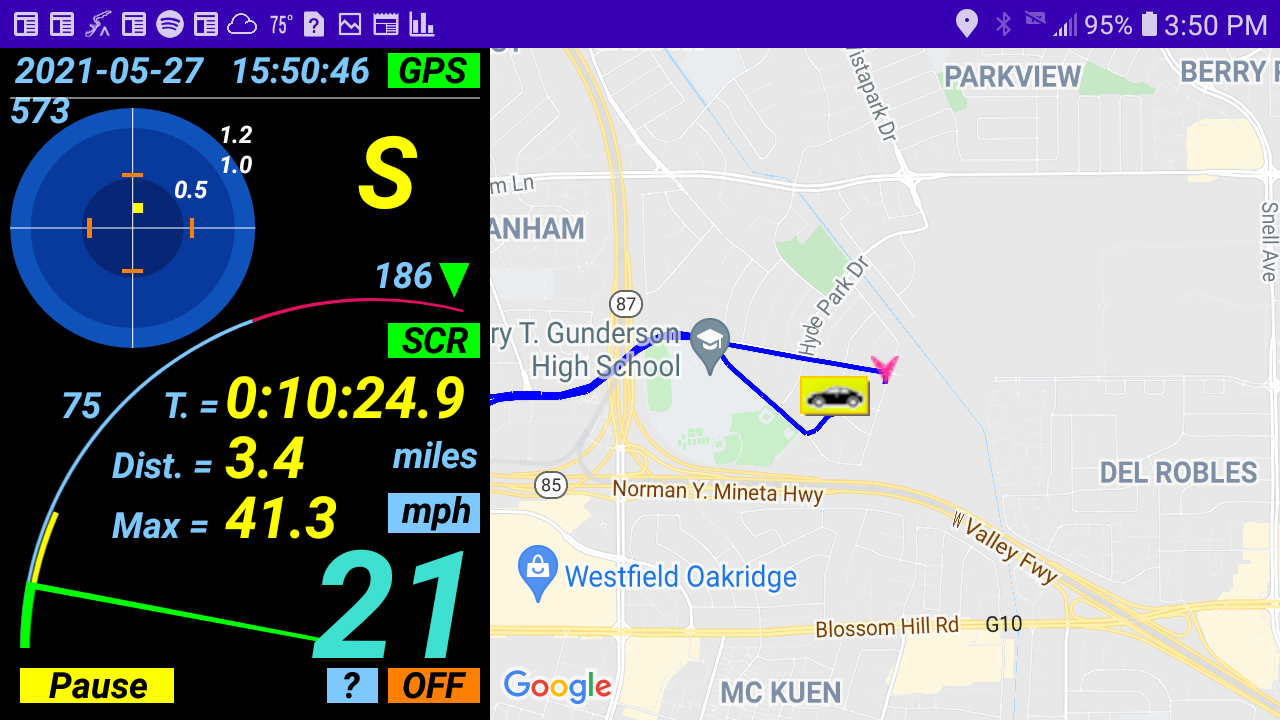 75°
95% 3:50 PM
2021-05-27 15:50:46 GPS
573
1.2
1.0
0.5
S
186
SCR
75
T. = 0:10:24.9
Dist. = 3.4 miles
Max = 41.3 mph
21
Pause ? OFF
PARKVIEW
BERRY
Vistapark Dr
m Ln
ANHAM
Snell Ave
Hyde Park Dr
87
ry T. Gunderson
High School
85
Norman Y. Mineta Hwy
DEL ROBLES
W Valley Fwy
Westfield Oakridge
Blossom Hill Rd G10
Google
MC KUEN